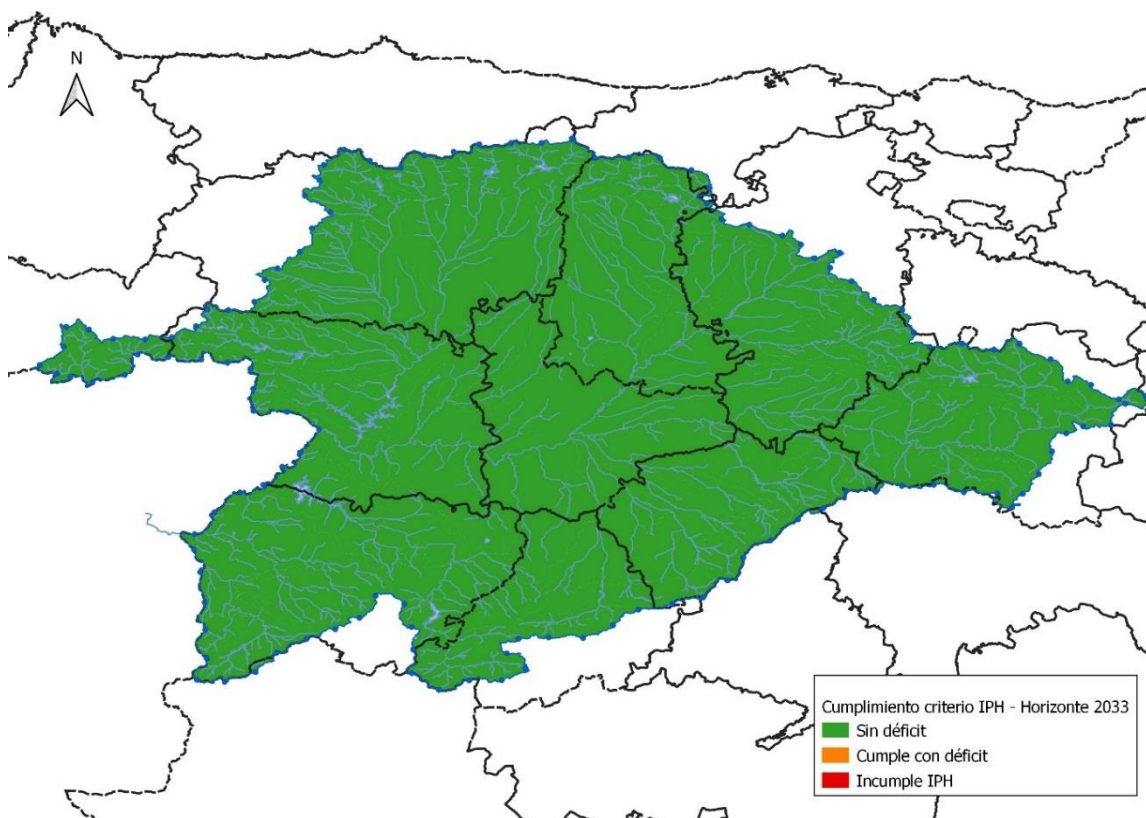 N
Cumplimiento criterio IPH - Horizonte 2033
Sin déficit
Cumple con déficit
Incumple IPH